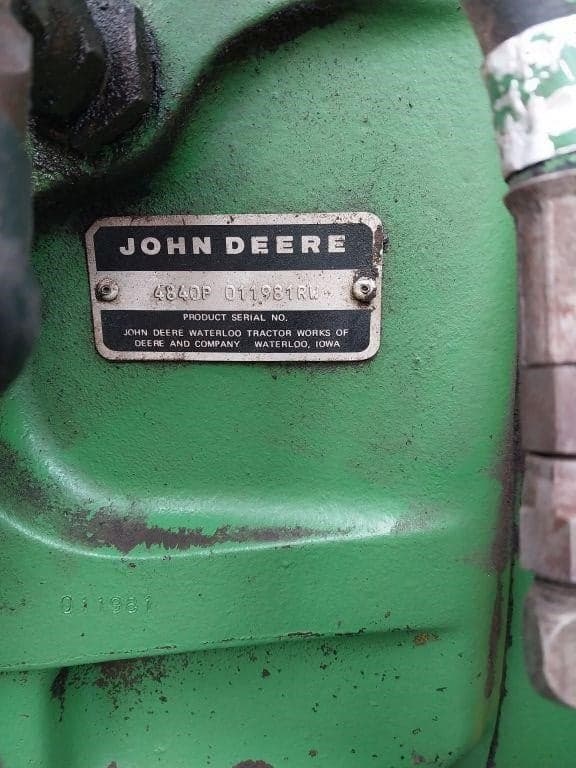 JOHN DEERE
4840P 011981RW
PRODUCT SERIAL NO.
JOHN DEERE WATERLOO TRACTOR WORKS OF
DEERE AND COMPANY WATERLOO, IOWA
011981